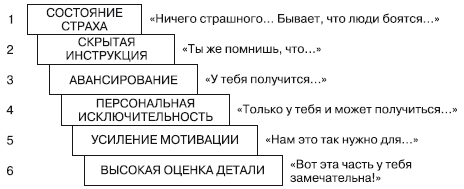 1 СОСТОЯНИЕ СТРАХА «Ничего страшного... Бывает, что люди боятся...»
2 СКРЫТАЯ ИНСТРУКЦИЯ «Ты же помнишь, что...»
3 АВАНСИРОВАНИЕ «У тебя получится...»
4 ПЕРСОНАЛЬНАЯ ИСКЛЮЧИТЕЛЬНОСТЬ «Только у тебя и может получиться...»
5 УСИЛЕНИЕ МОТИВАЦИИ «Нам это так нужно для...»
6 ВЫСОКАЯ ОЦЕНКА ДЕТАЛИ «Вот эта часть у тебя замечательна!»